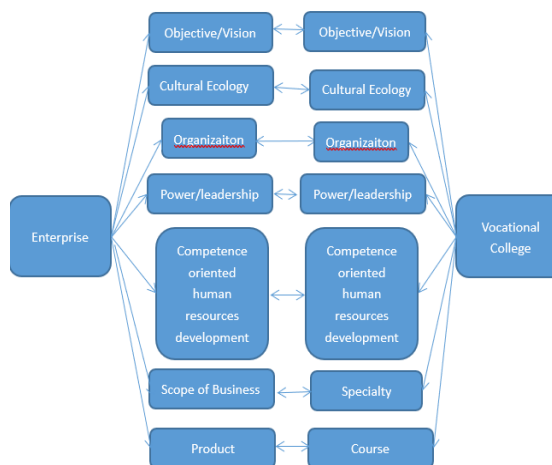 Objective/Vision
Objective/Vision
Cultural Ecology
Cultural Ecology
Organizaiton
Organizaiton
Power/leadership
Power/leadership
Enterprise
Vocational
College
Competence
oriented
human
resources
development
Competence
oriented
human
resources
development
Scope of Business
Specialty
Product
Course